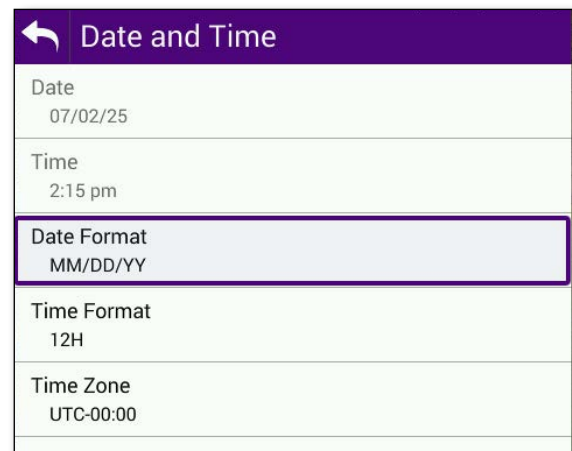 Date and Time
Date
07/02/25
Time
2:15 pm
Date Format
MM/DD/YY
Time Format
12H
Time Zone
UTC-00:00